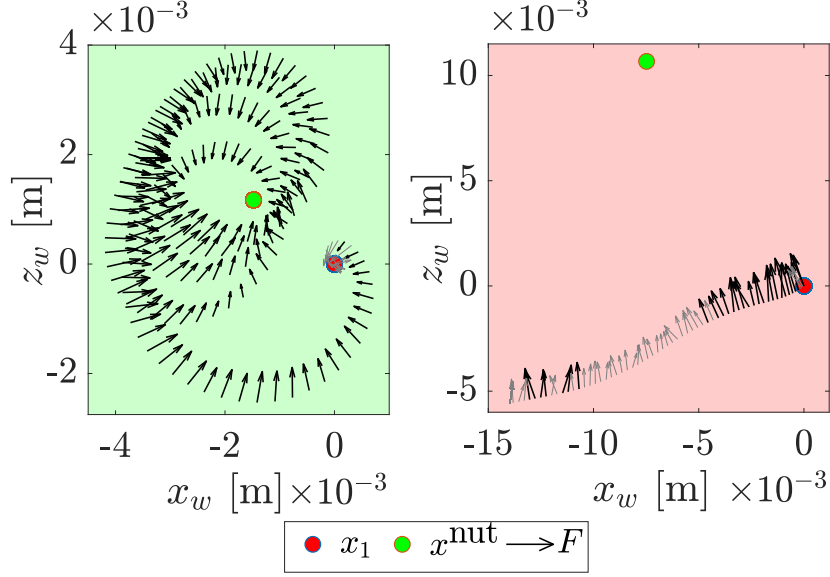 ×10⁻³ ×10⁻³
4
2
0
-2
z_w [m]
-4 -2 0
x_w [m] ×10⁻³
10
5
0
-5
z_w [m]
-15 -10 -5 0
x_w [m] ×10⁻³
x₁ x^nut → F